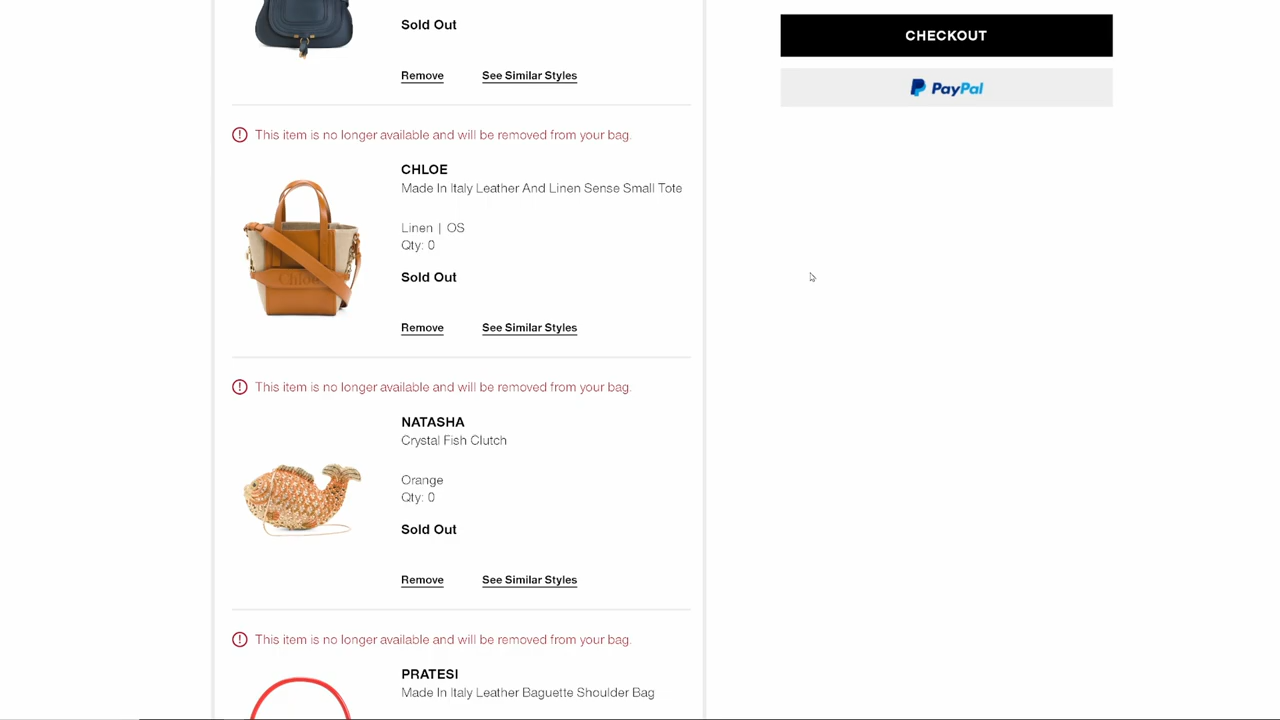 Sold Out
Remove
See Similar Styles
CHECKOUT
PayPal
This item is no longer available and will be removed from your bag.
CHLOE
Made In Italy Leather And Linen Sense Small Tote
Linen | OS
Qty: 0
Sold Out
Chloé
Remove
See Similar Styles
This item is no longer available and will be removed from your bag.
NATASHA
Crystal Fish Clutch
Orange
Qty: 0
Sold Out
Remove
See Similar Styles
This item is no longer available and will be removed from your bag.
PRATESI
Made In Italy Leather Baguette Shoulder Bag